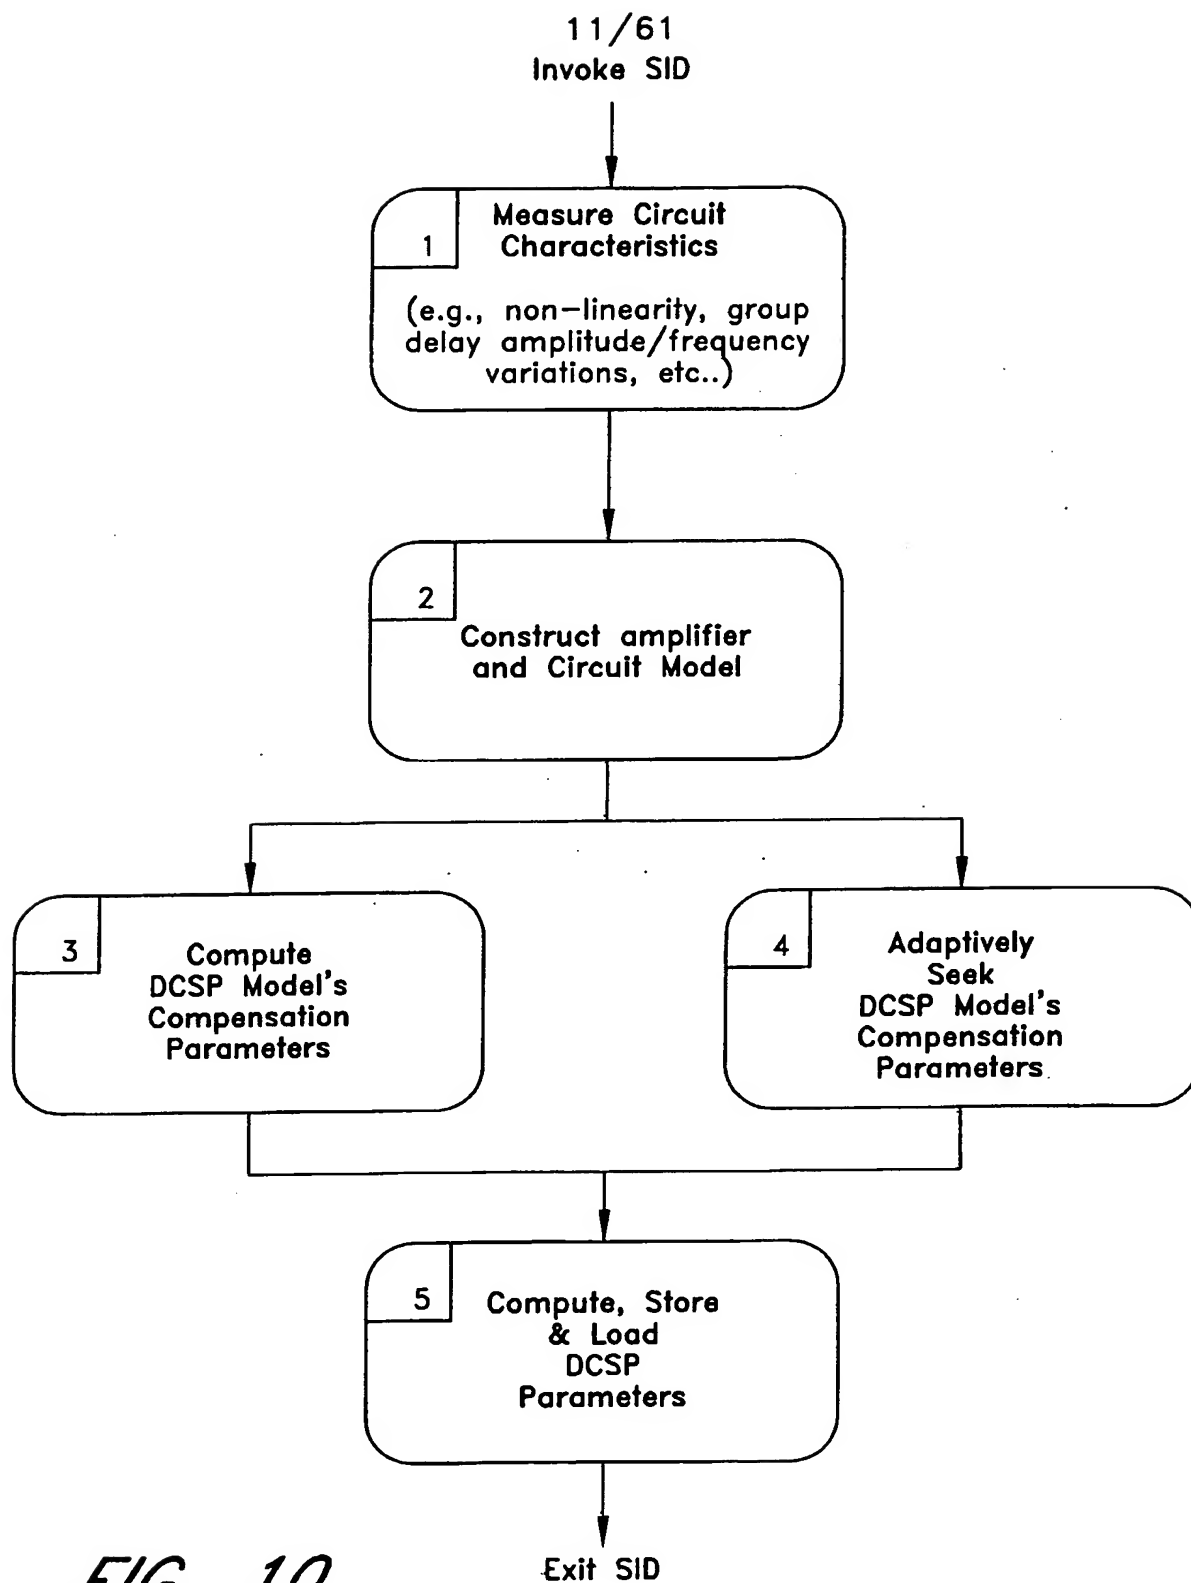 11/61
Invoke SID
1
Measure Circuit
Characteristics
(e.g., non-linearity, group
delay amplitude/frequency
variations, etc..)
2
Construct amplifier
and Circuit Model
3
Compute
DCSP Model's
Compensation
Parameters
4
Adaptively
Seek
DCSP Model's
Compensation
Parameters
5
Compute, Store
& Load
DCSP
Parameters
Exit SID
FIG. 10